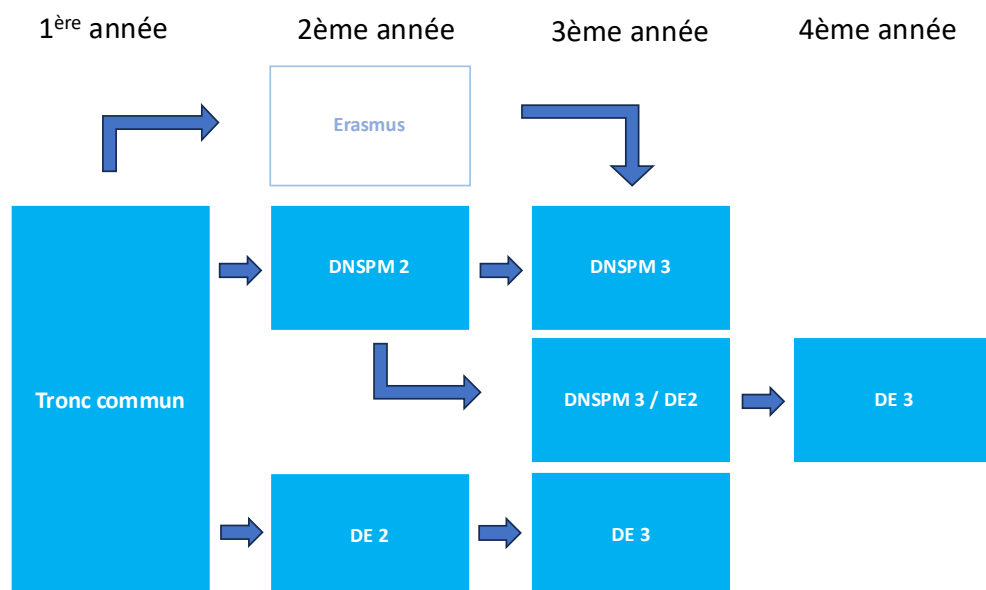 1ère année
2ème année
3ème année
4ème année
Erasmus
DNSPM 2
DNSPM 3
Tronc commun
DNSPM 3 / DE2
DE 3
DE 2
DE 3